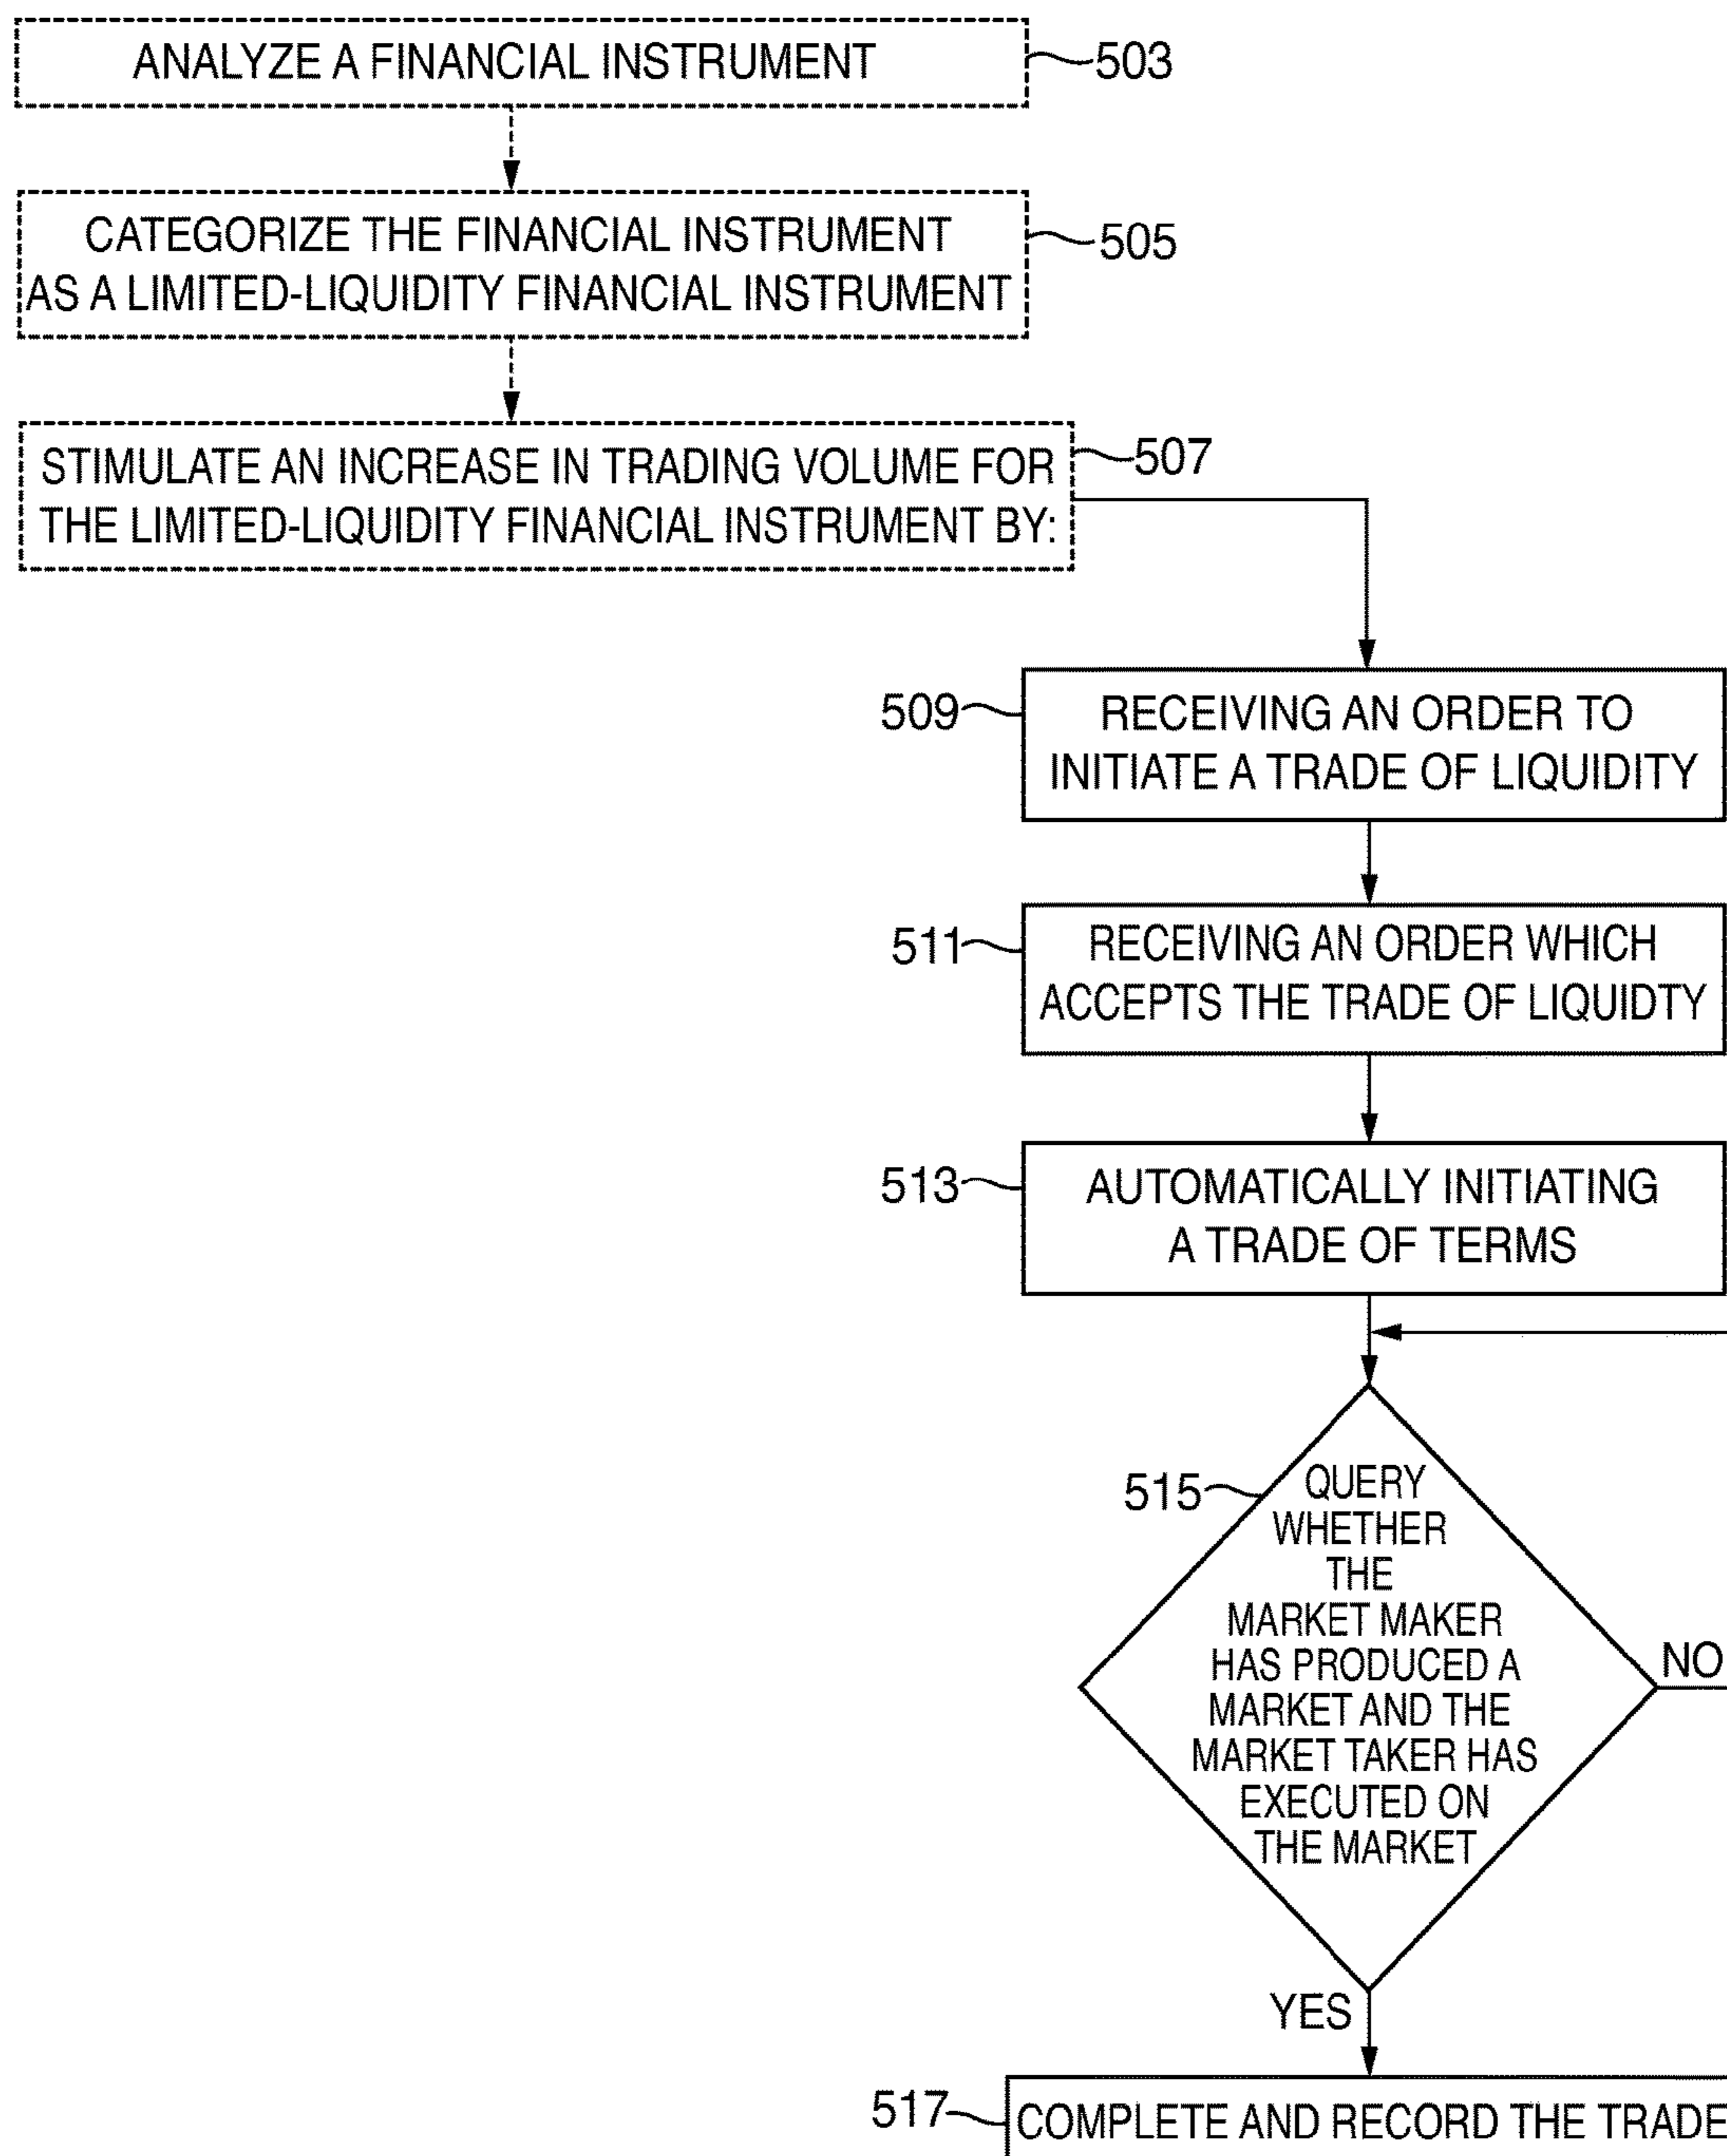 ANALYZE A FINANCIAL INSTRUMENT
503
CATEGORIZE THE FINANCIAL INSTRUMENT
AS A LIMITED-LIQUIDITY FINANCIAL INSTRUMENT
505
STIMULATE AN INCREASE IN TRADING VOLUME FOR
THE LIMITED-LIQUIDITY FINANCIAL INSTRUMENT BY:
507
509
RECEIVING AN ORDER TO
INITIATE A TRADE OF LIQUIDITY
511
RECEIVING AN ORDER WHICH
ACCEPTS THE TRADE OF LIQUIDTY
513
AUTOMATICALLY INITIATING
A TRADE OF TERMS
515
QUERY
WHETHER
THE
MARKET MAKER
HAS PRODUCED A
MARKET AND THE
MARKET TAKER HAS
EXECUTED ON
THE MARKET
NO
YES
517
COMPLETE AND RECORD THE TRADE